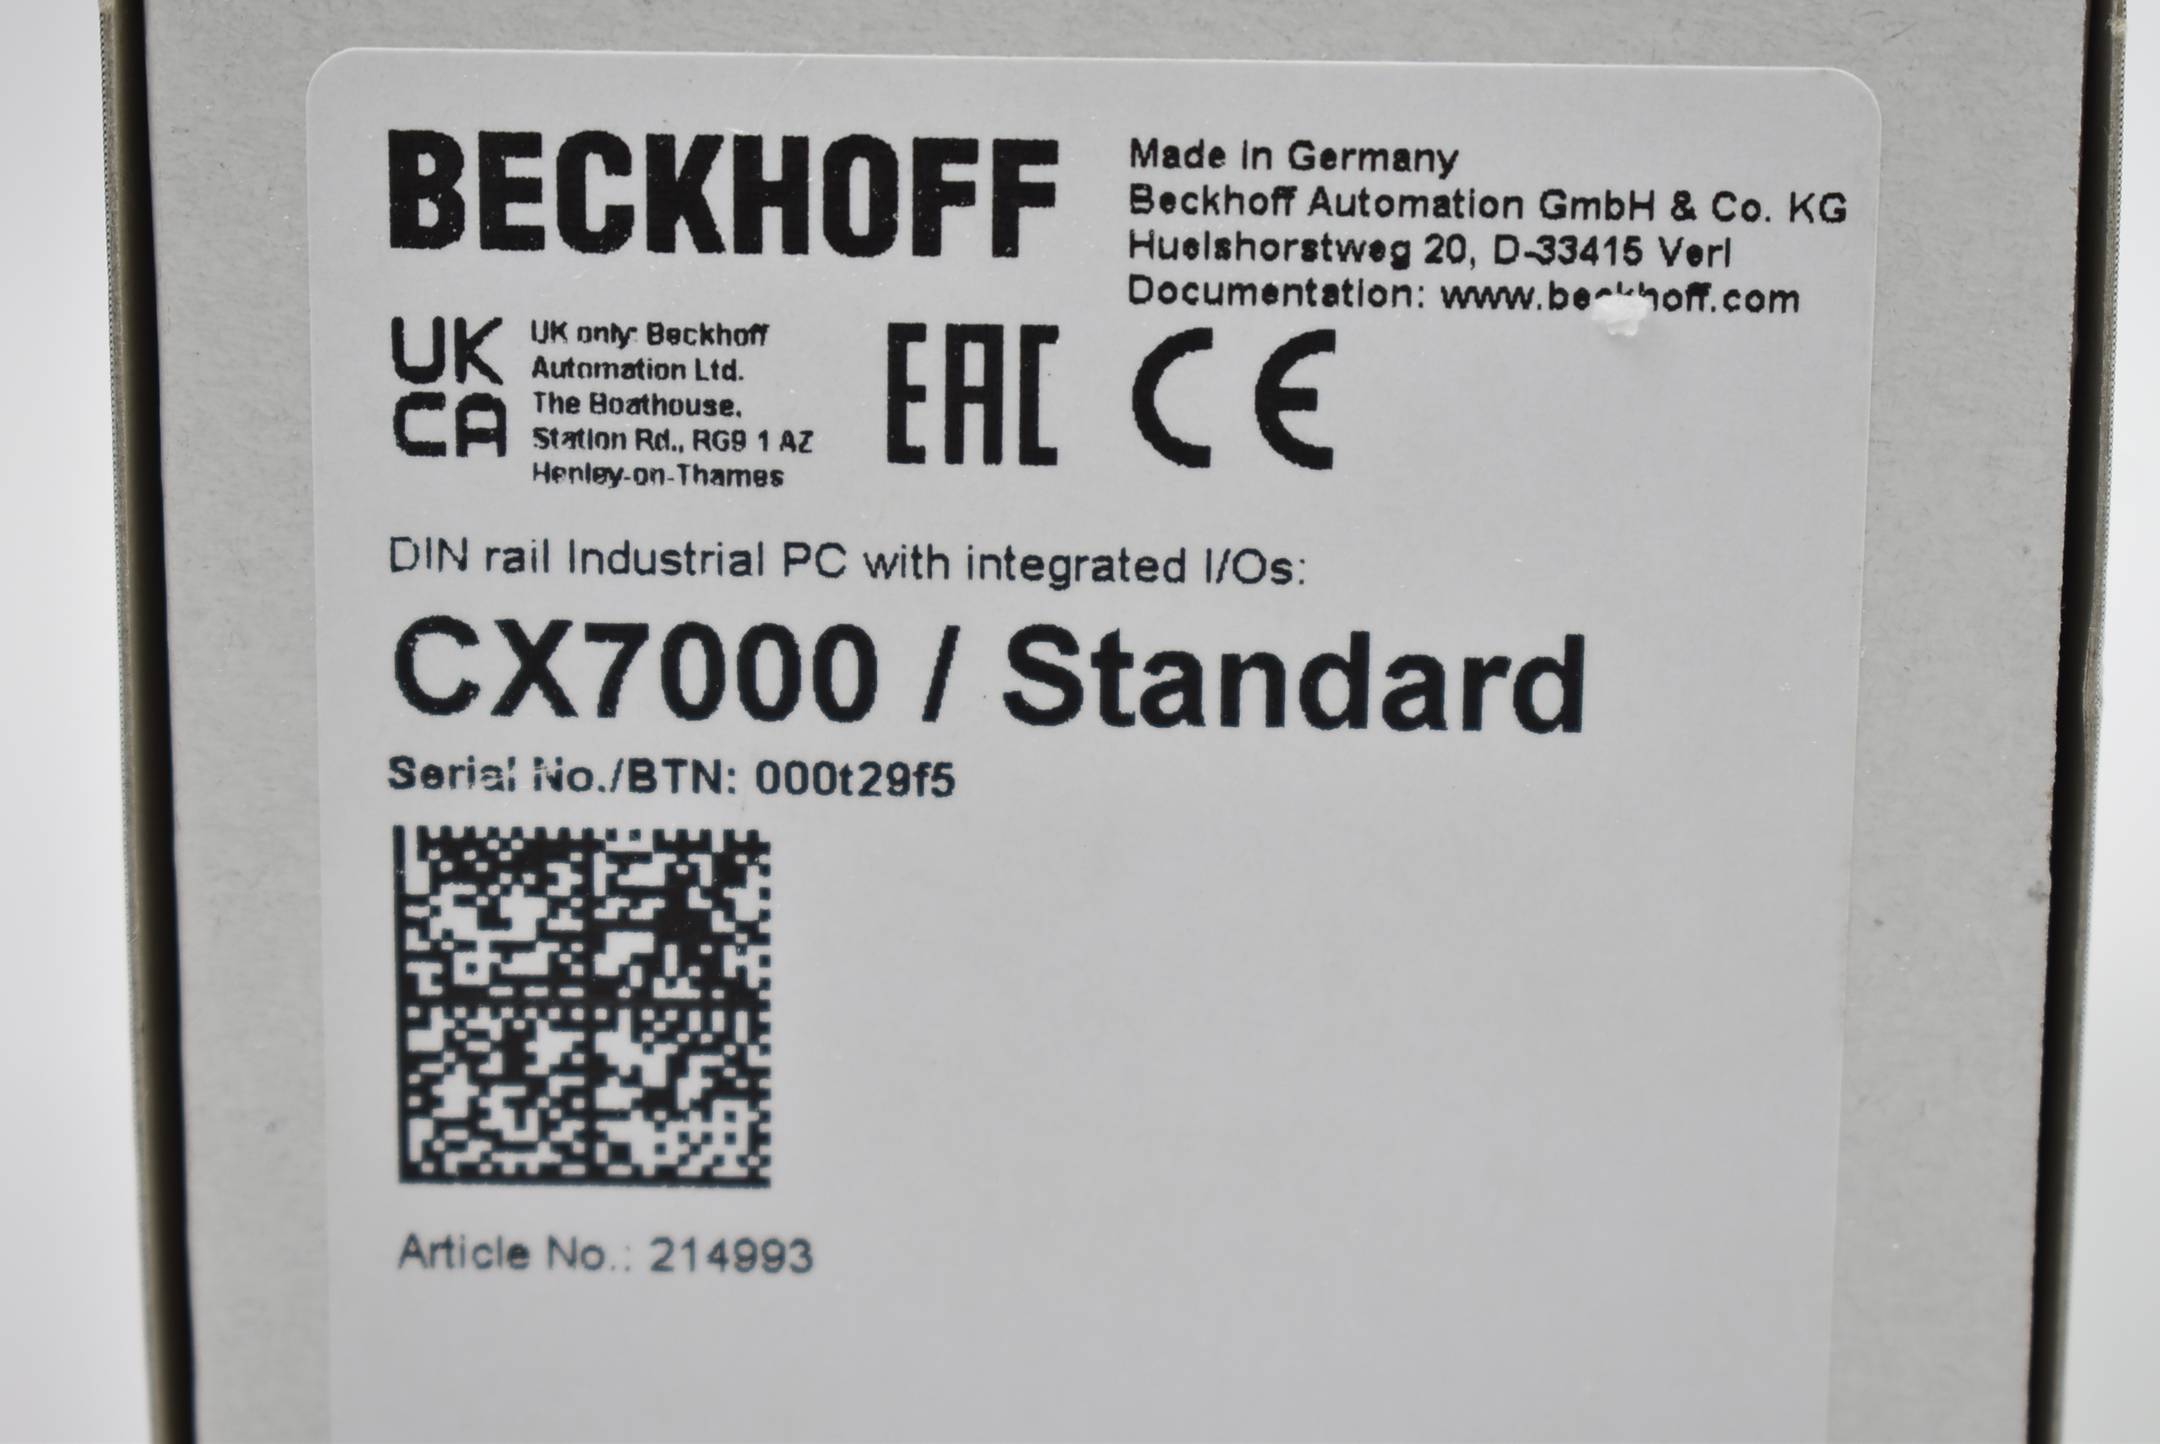 BECKHOFF
Made in Germany
Beckhoff Automation GmbH & Co. KG
Huelshorstweg 20, D-33415 Verl
Documentation: www.beckhoff.com
UK
CA
UK only: Beckhoff
Automation Ltd.
The Boathouse,
Station Rd., RG9 1 AZ
Henley-on-Thames
EAC
CE
DIN rail Industrial PC with integrated I/Os:
CX7000 / Standard
Serial No./BTN: 000t29f5
Article No.: 214993